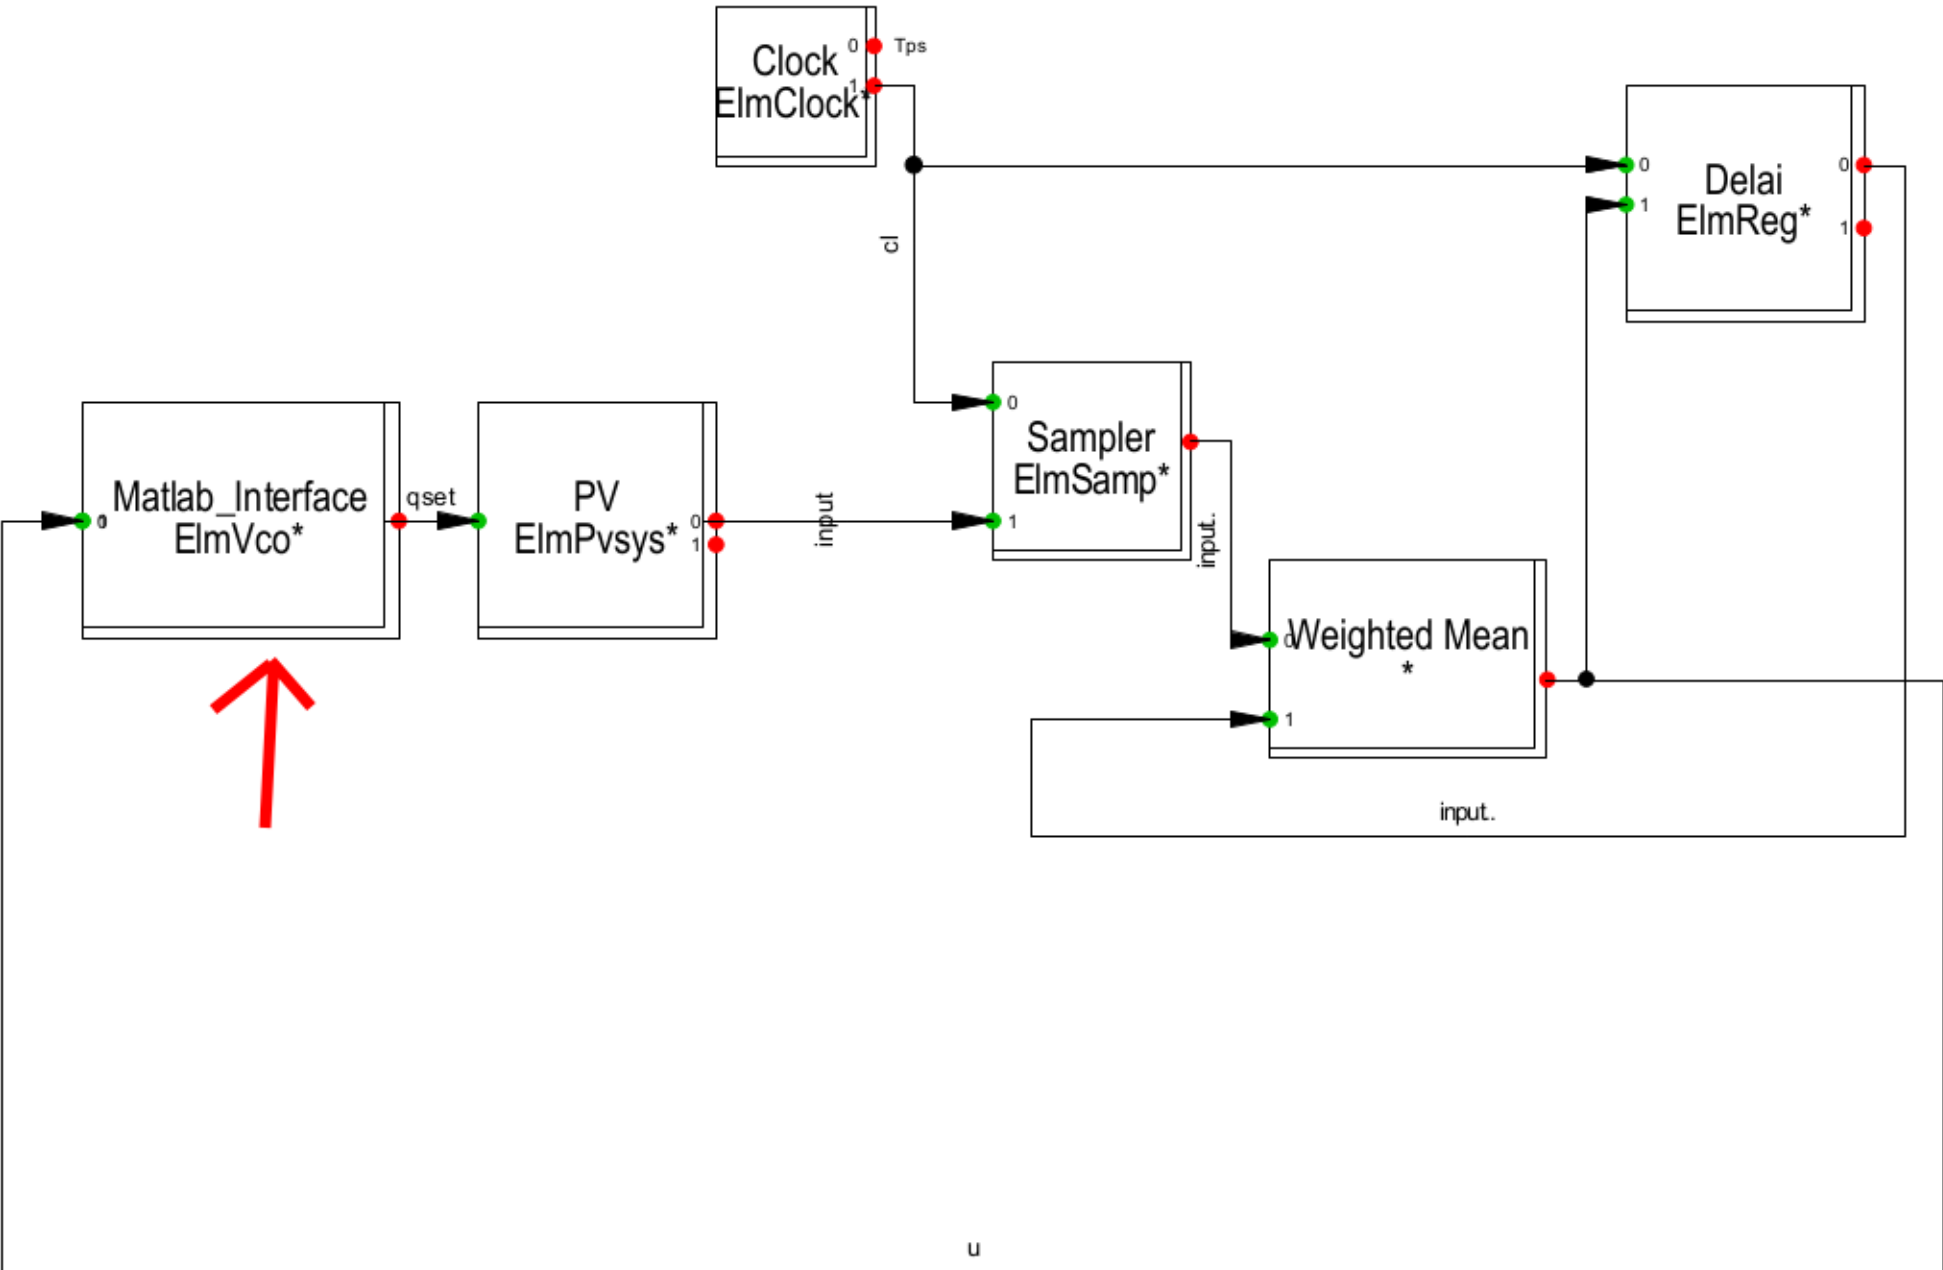 0 Tps
Clock
1
ElmClock*
0
1
Delai
ElmReg*
0
1
cl
0
Sampler
ElmSamp*
1
Matlab_Interface
ElmVco*
qset
PV
ElmPvsys*
0
1
input
input.
0
Weighted Mean
*
1
input..
u